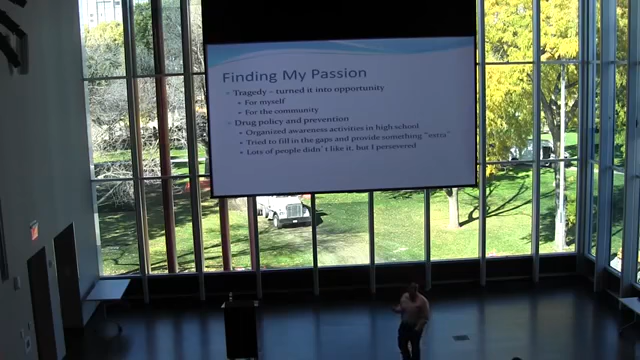 Finding My Passion
Tragedy – turned it into opportunity
For myself
For the community
Drug policy and prevention
Organized awareness activities in high school
Tried to fill in the gaps and provide something "extra"
Lots of people didn't like it, but I persevered